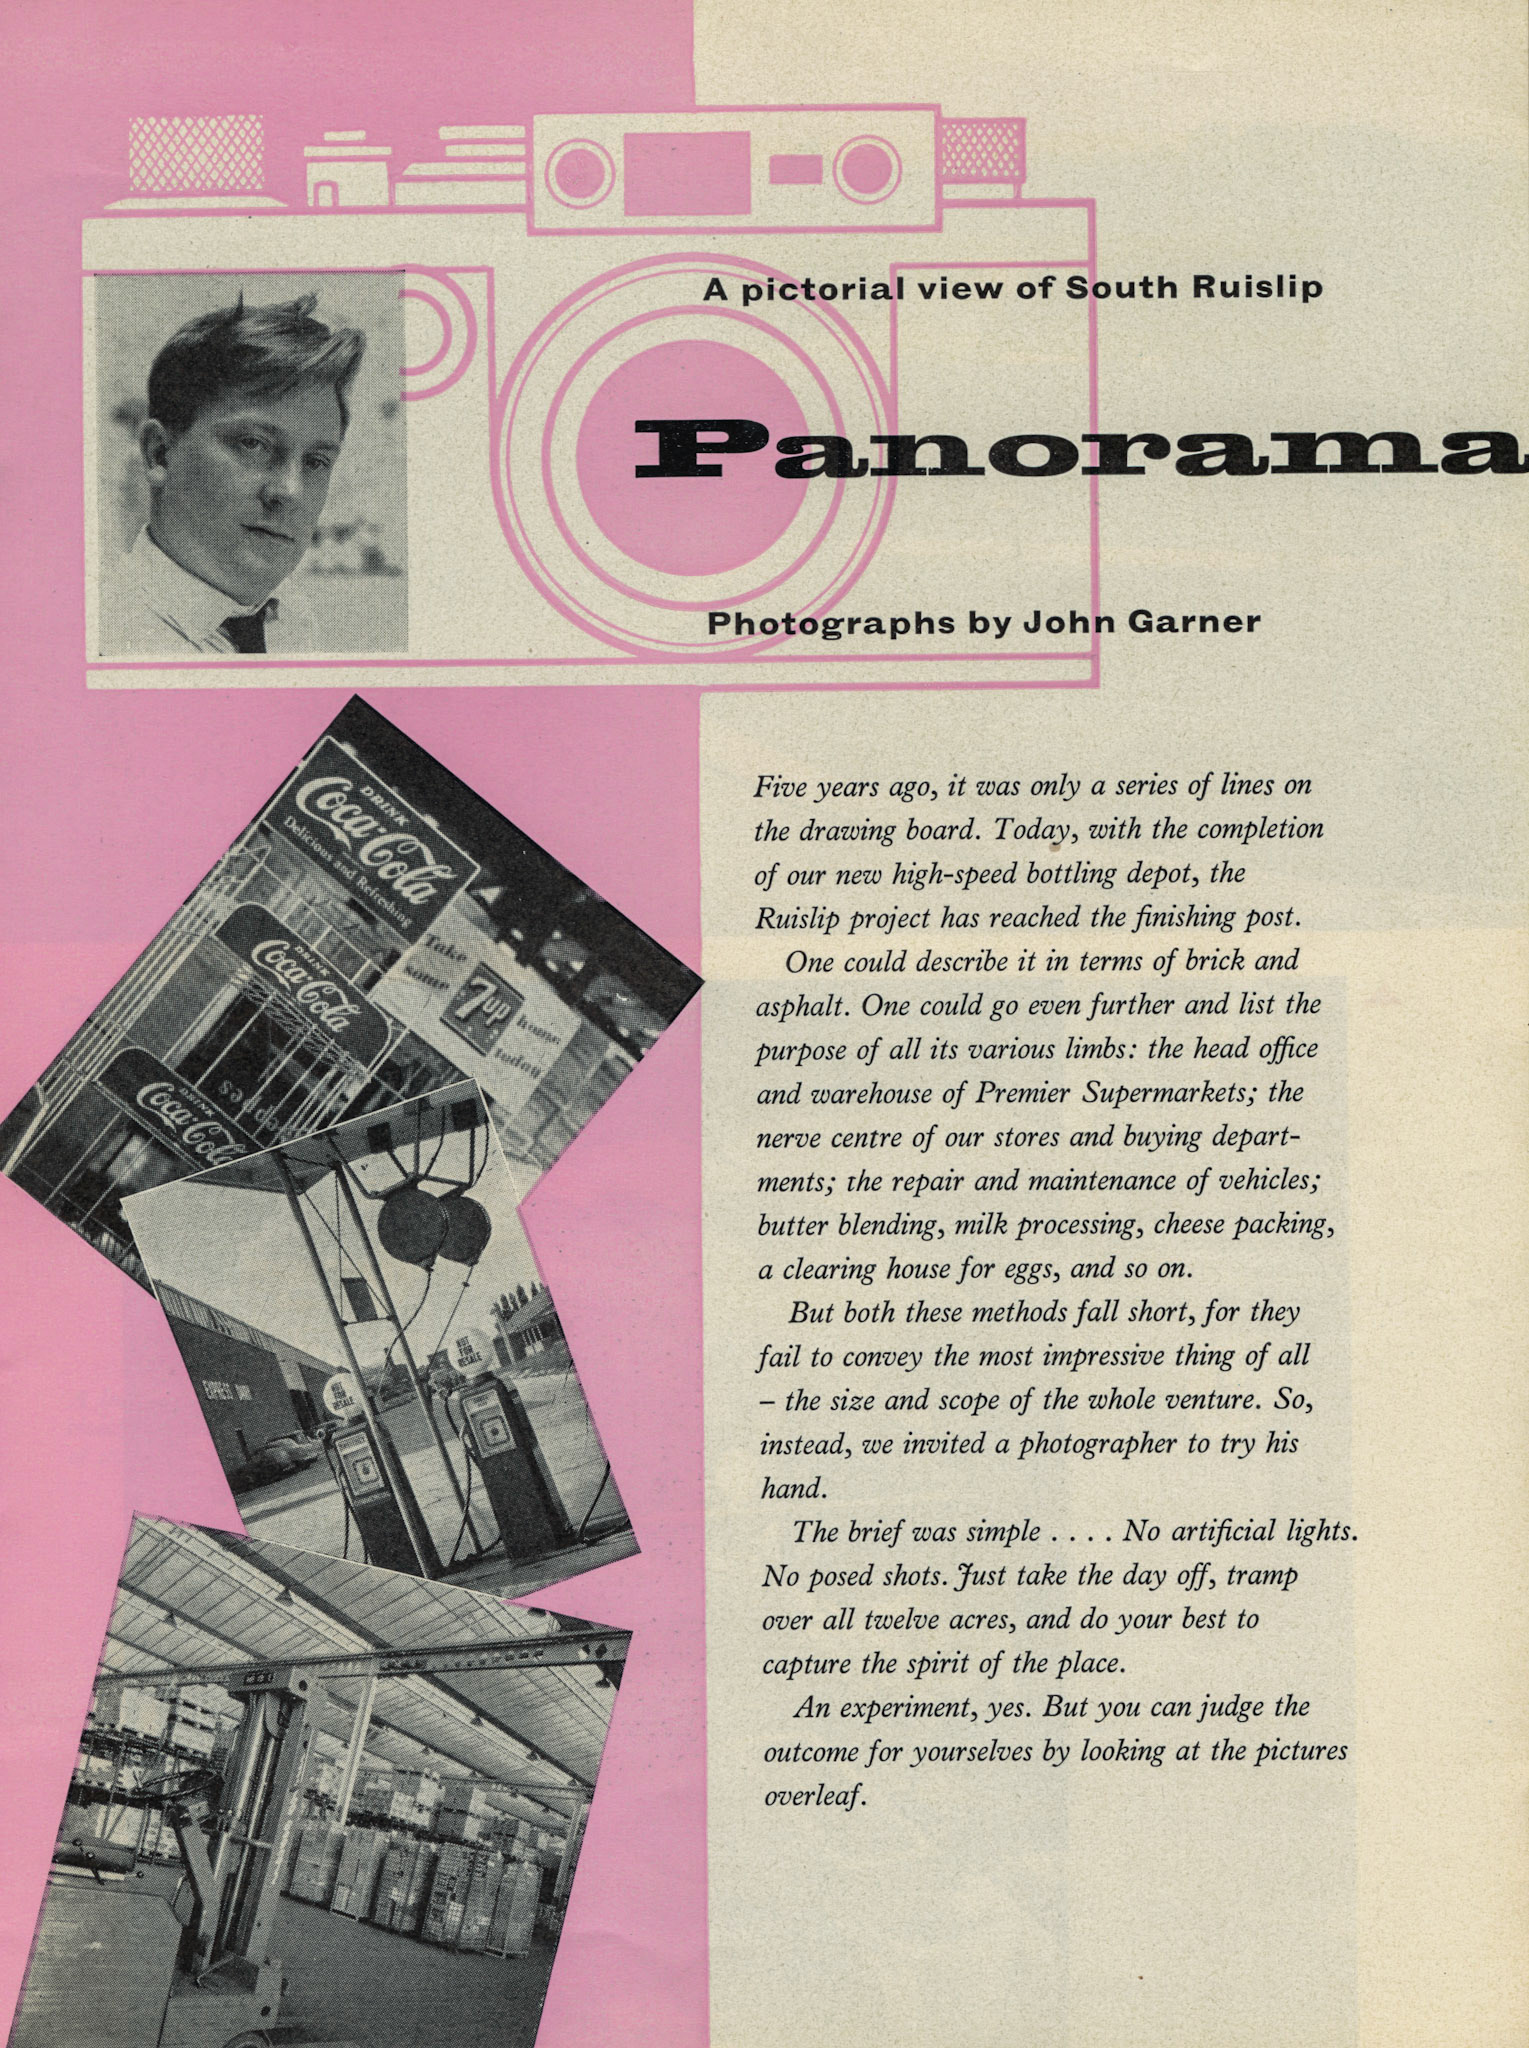 A pictorial view of South Ruislip
Panorama
Photographs by John Garner
DRINK
Coca-Cola
Delicious and Refreshing
DRINK
Coca-Cola
DRINK
Coca-Cola
Take
some
7up
home
today
NOT
FOR
RESALE
NOT
FOR
RESALE
EXPRESS DAIRY
Five years ago, it was only a series of lines on
the drawing board. Today, with the completion
of our new high-speed bottling depot, the
Ruislip project has reached the finishing post.
One could describe it in terms of brick and
asphalt. One could go even further and list the
purpose of all its various limbs: the head office
and warehouse of Premier Supermarkets; the
nerve centre of our stores and buying depart-
ments; the repair and maintenance of vehicles;
butter blending, milk processing, cheese packing,
a clearing house for eggs, and so on.
But both these methods fall short, for they
fail to convey the most impressive thing of all
– the size and scope of the whole venture. So,
instead, we invited a photographer to try his
hand.
The brief was simple . . . . No artificial lights.
No posed shots. Just take the day off, tramp
over all twelve acres, and do your best to
capture the spirit of the place.
An experiment, yes. But you can judge the
outcome for yourselves by looking at the pictures
overleaf.